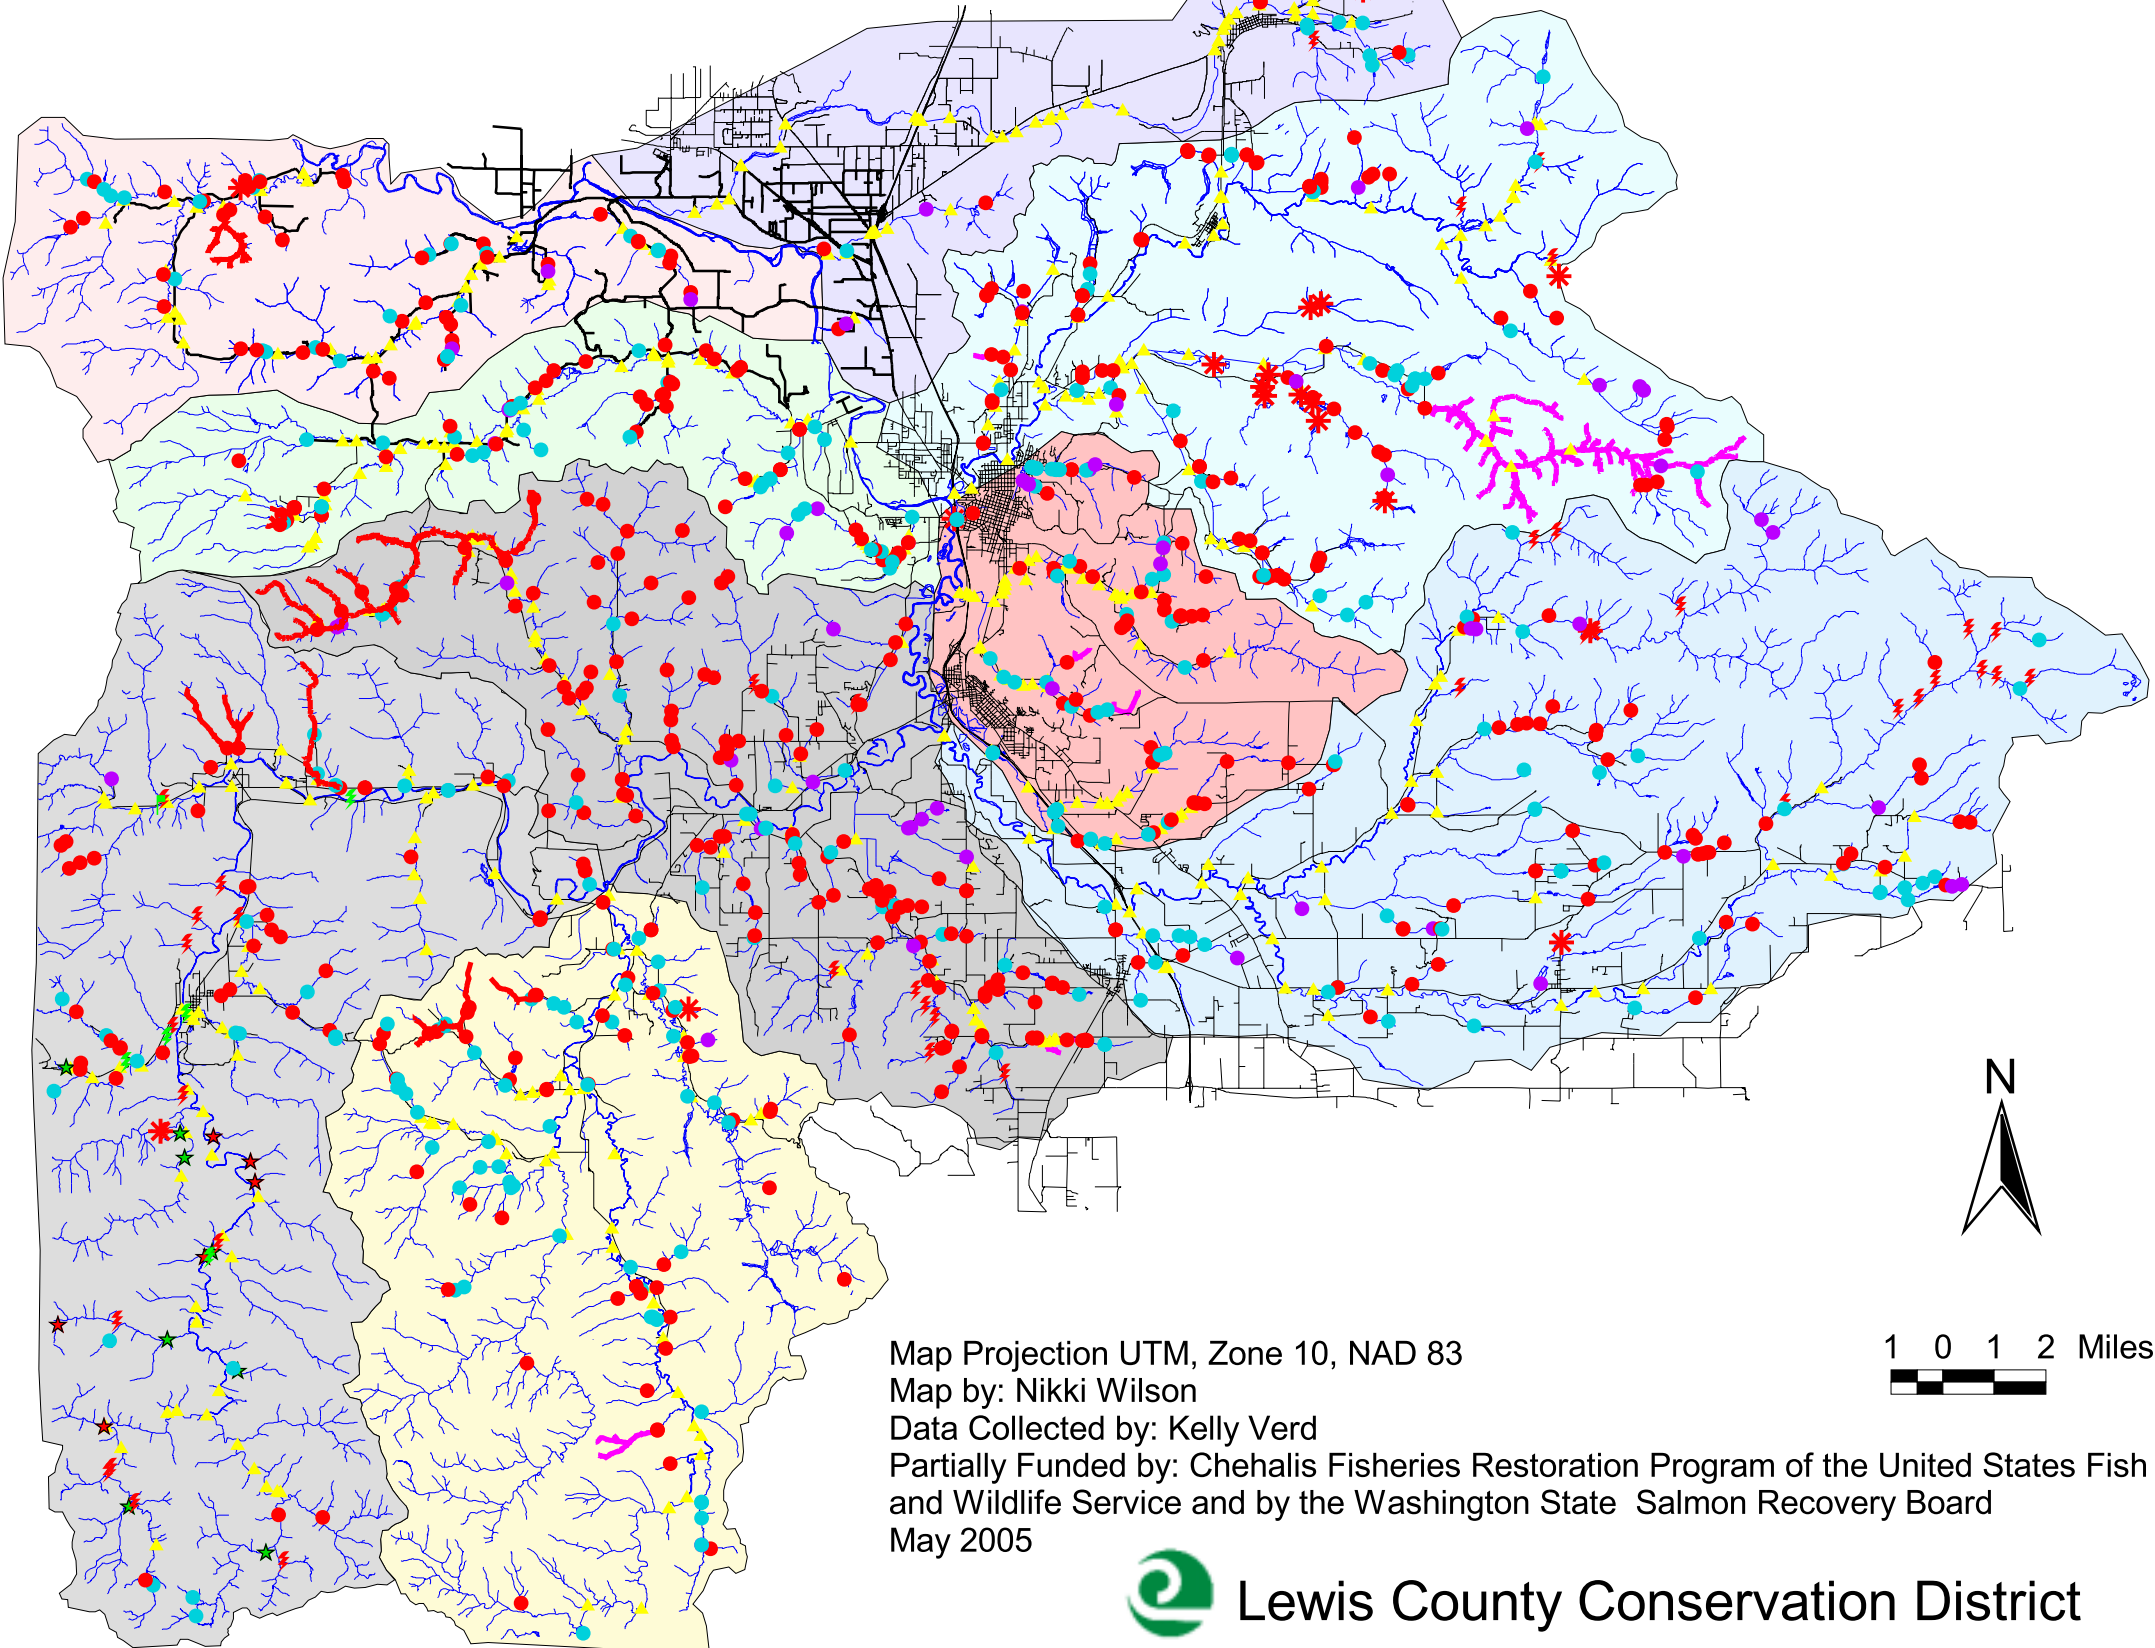 N
1 0 1 2 Miles
Map Projection UTM, Zone 10, NAD 83
Map by: Nikki Wilson
Data Collected by: Kelly Verd
Partially Funded by: Chehalis Fisheries Restoration Program of the United States Fish
and Wildlife Service and by the Washington State Salmon Recovery Board
May 2005
Lewis County Conservation District